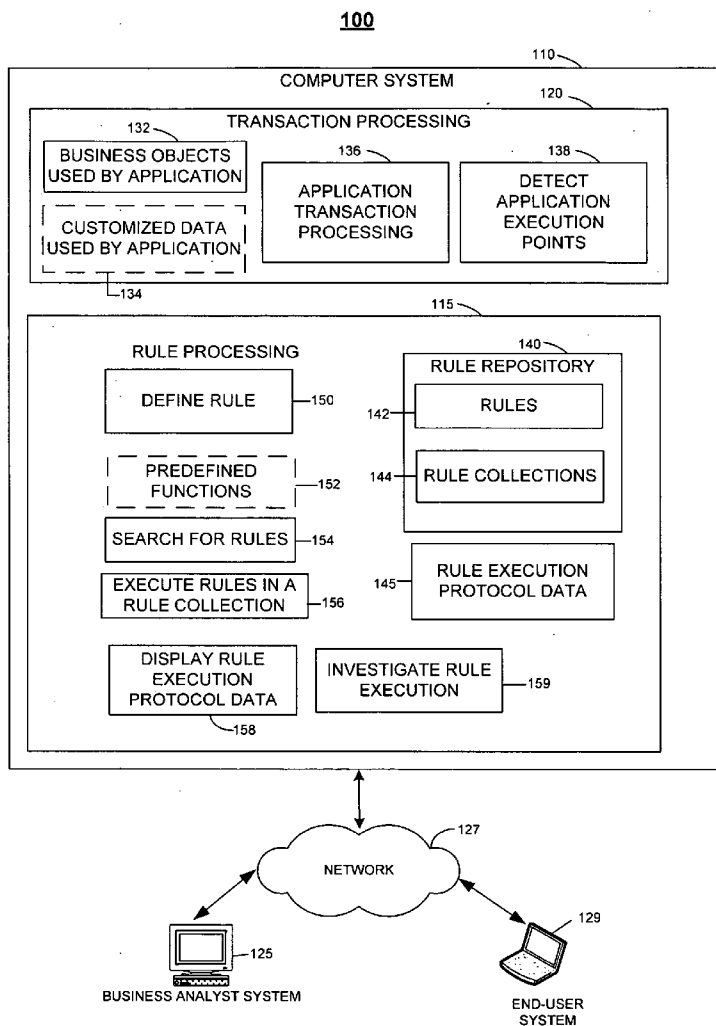 100
110
COMPUTER SYSTEM
120
TRANSACTION PROCESSING
132
BUSINESS OBJECTS
USED BY APPLICATION
136
APPLICATION
TRANSACTION
PROCESSING
138
DETECT
APPLICATION
EXECUTION
POINTS
CUSTOMIZED DATA
USED BY APPLICATION
134
115
RULE PROCESSING
DEFINE RULE
150
140
RULE REPOSITORY
RULES
142
RULE COLLECTIONS
144
PREDEFINED
FUNCTIONS
152
SEARCH FOR RULES
154
EXECUTE RULES IN A
RULE COLLECTION
156
145
RULE EXECUTION
PROTOCOL DATA
DISPLAY RULE
EXECUTION
PROTOCOL DATA
158
INVESTIGATE RULE
EXECUTION
159
127
NETWORK
125
BUSINESS ANALYST SYSTEM
129
END-USER
SYSTEM